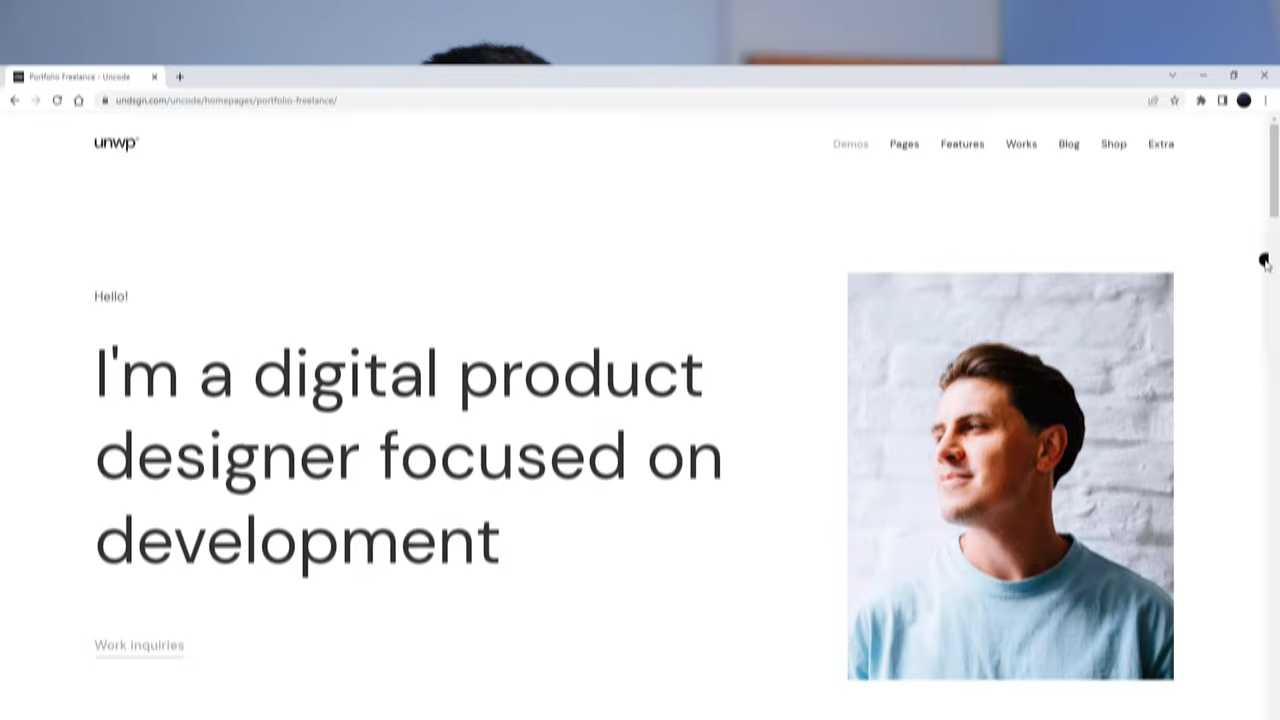 Portfolio Freelance - Uncode
undsgn.com/uncode/homepages/portfolio-freelance/
unwp
Demos Pages Features Works Blog Shop Extra
Hello!
I'm a digital product
designer focused on
development
Work inquiries